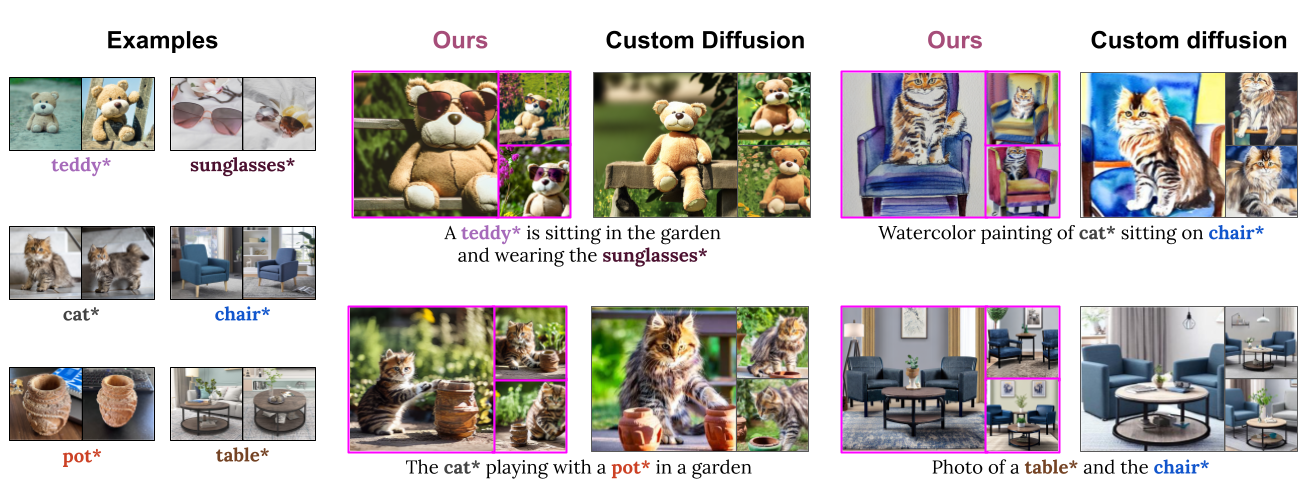 Examples
Ours
Custom Diffusion
Ours
Custom diffusion
teddy*
sunglasses*
A teddy* is sitting in the garden
and wearing the sunglasses*
Watercolor painting of cat* sitting on chair*
cat*
chair*
pot*
table*
The cat* playing with a pot* in a garden
Photo of a table* and the chair*